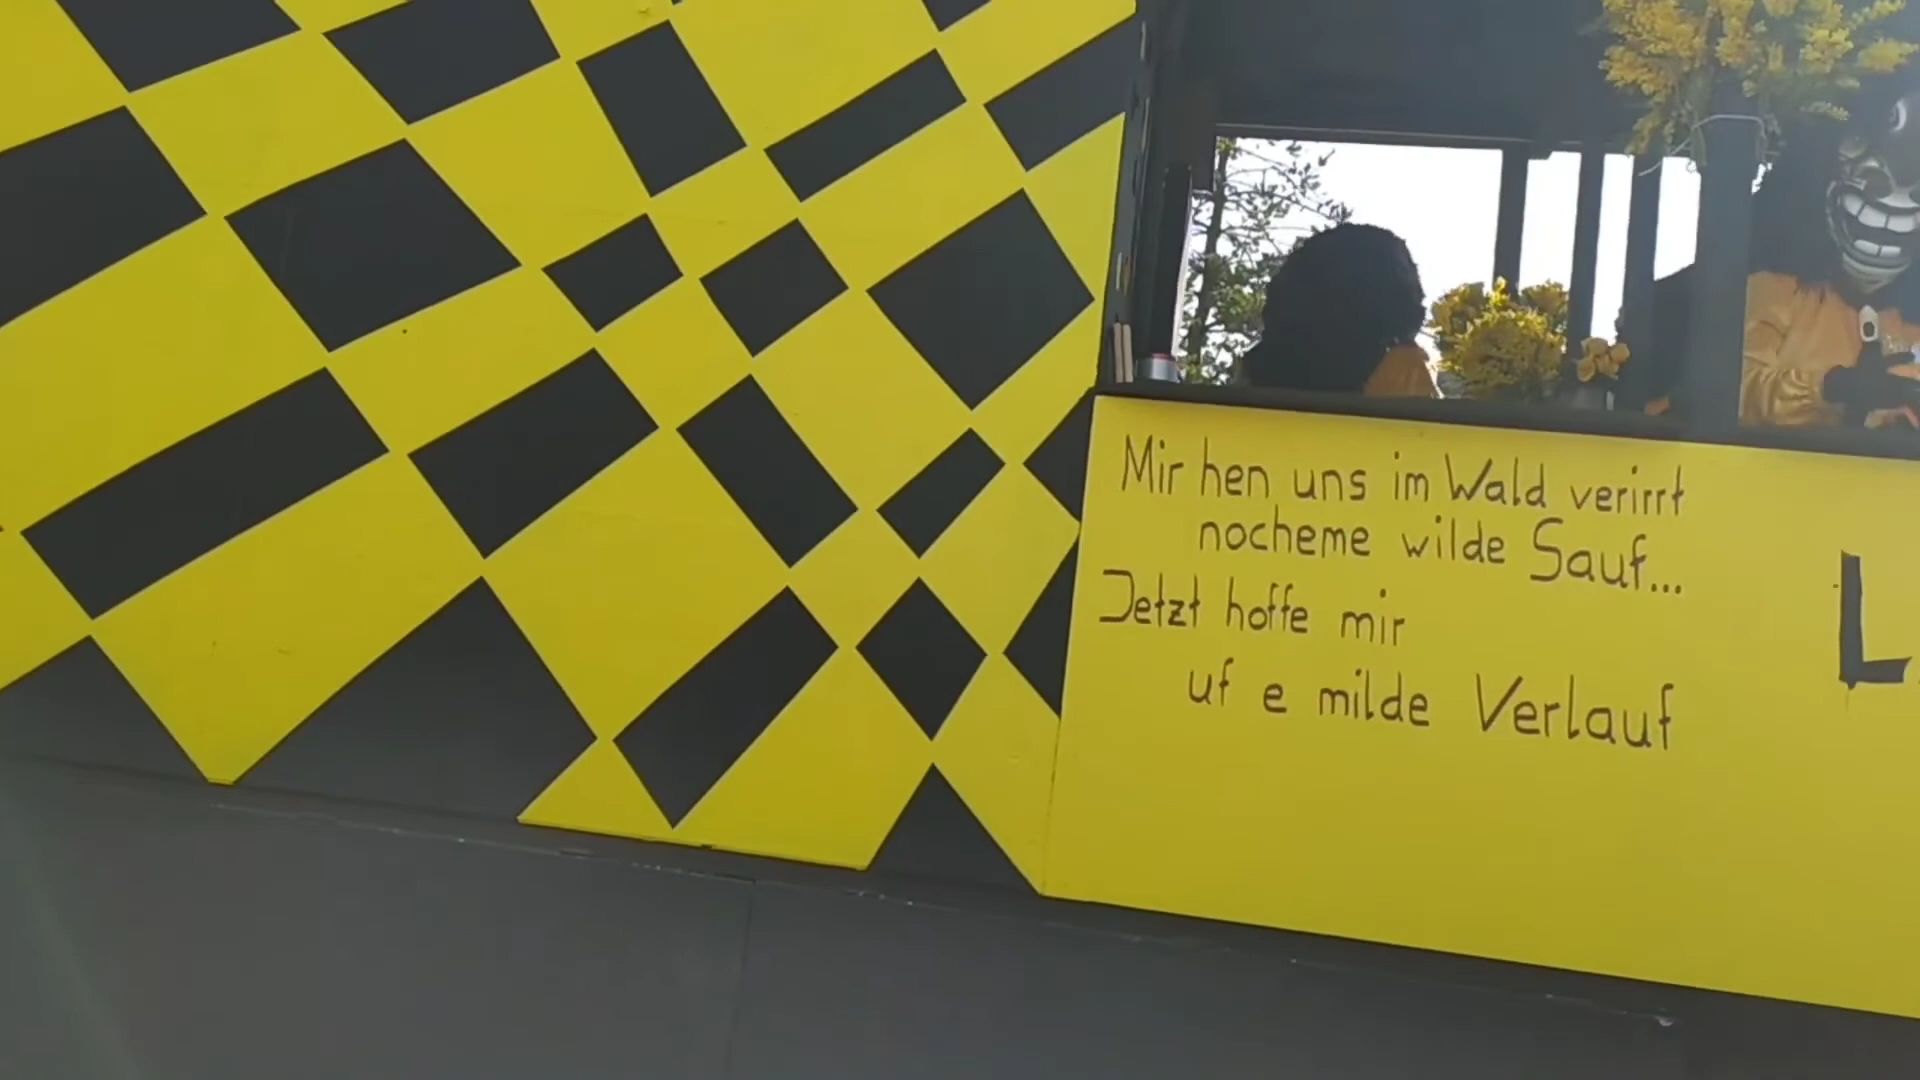 Mir hen uns im Wald verirrt
nocheme wilde Sauf...
Jetzt hoffe mir
uf e milde Verlauf